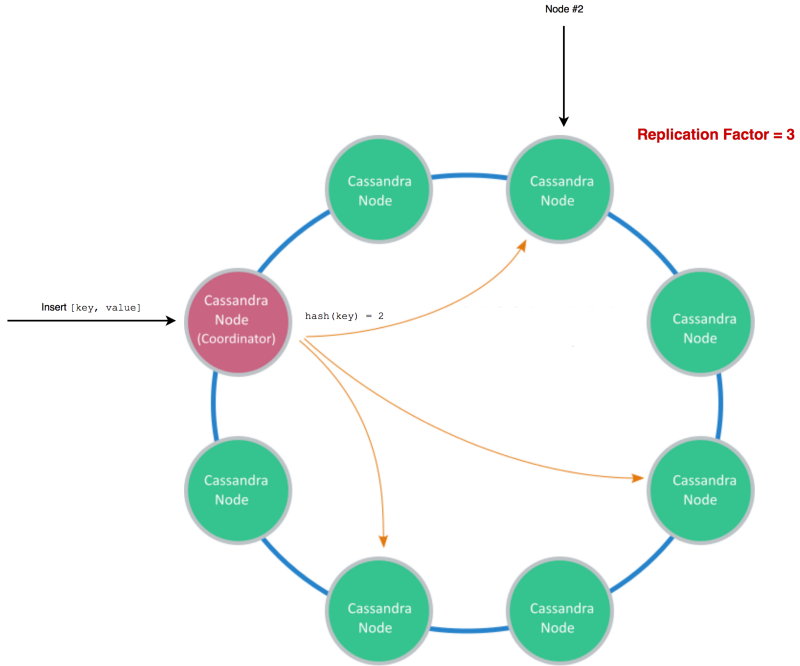 Node #2
Replication Factor = 3
Cassandra
Node
Cassandra
Node
Insert [key, value]
Cassandra
Node
(Coordinator)
hash(key) = 2
Cassandra
Node
Cassandra
Node
Cassandra
Node
Cassandra
Node
Cassandra
Node